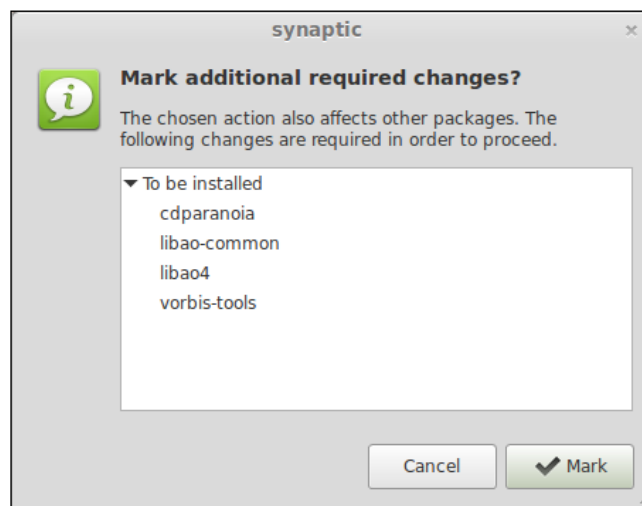 synaptic
Mark additional required changes?
The chosen action also affects other packages. The
following changes are required in order to proceed.
To be installed
cdparanoia
libao-common
libao4
vorbis-tools
Cancel
Mark